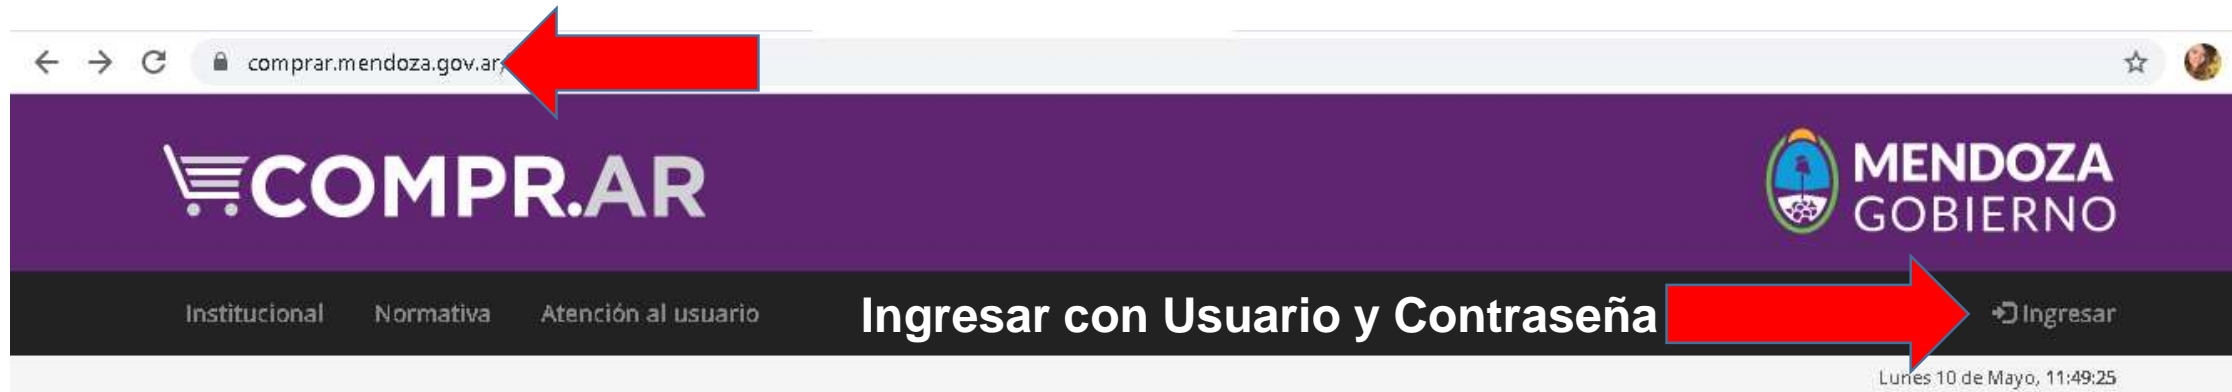 comprar.mendoza.gov.ar/
COMPR.AR
MENDOZA
GOBIERNO
Institucional Normativa Atención al usuario Ingresar con Usuario y Contraseña Ingresar
Lunes 10 de Mayo, 11:49:25